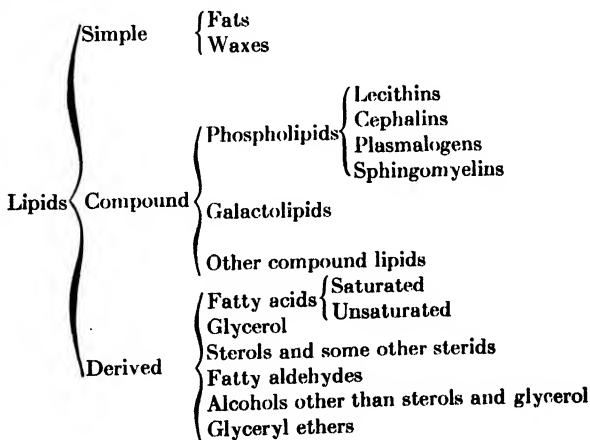 Simple
Fats
Waxes
Lipids
Compound
Phospholipids
Lecithins
Cephalins
Plasmalogens
Sphingomyelins
Galactolipids
Other compound lipids
Derived
Fatty acids
Saturated
Unsaturated
Glycerol
Sterols and some other sterids
Fatty aldehydes
Alcohols other than sterols and glycerol
Glyceryl ethers